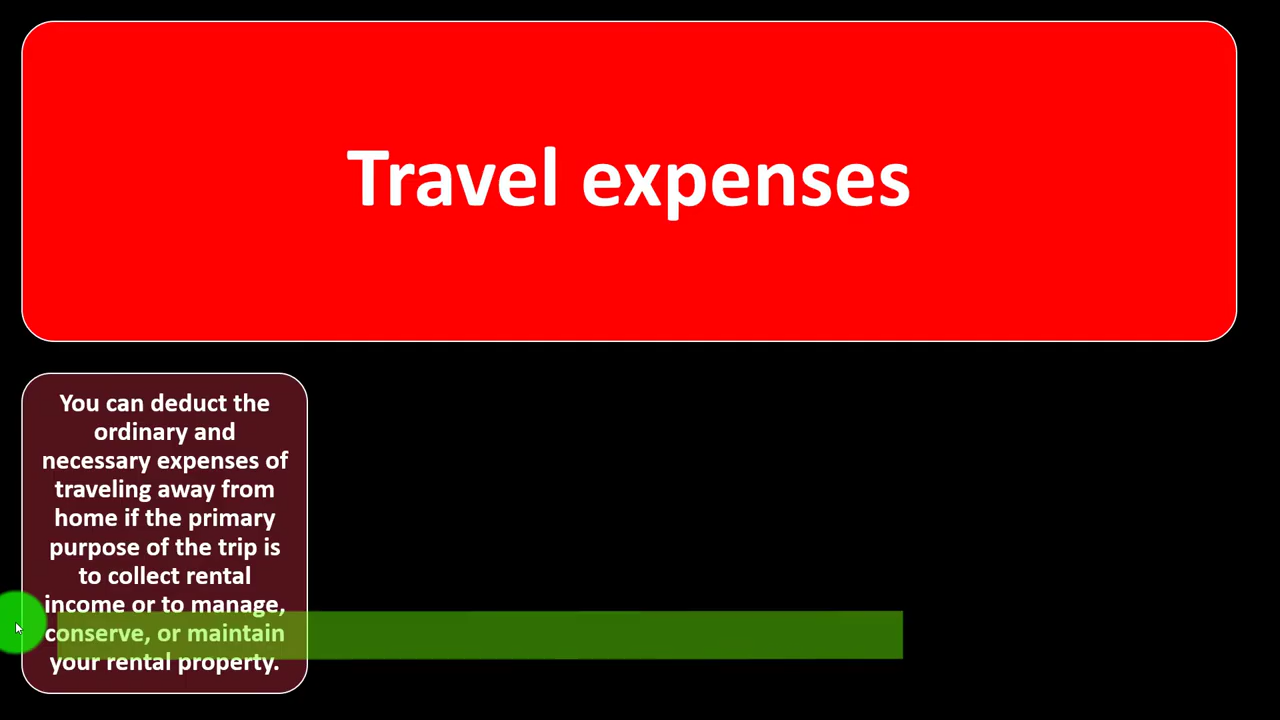 Travel expenses
You can deduct the
ordinary and
necessary expenses of
traveling away from
home if the primary
purpose of the trip is
to collect rental
income or to manage,
conserve, or maintain
your rental property.